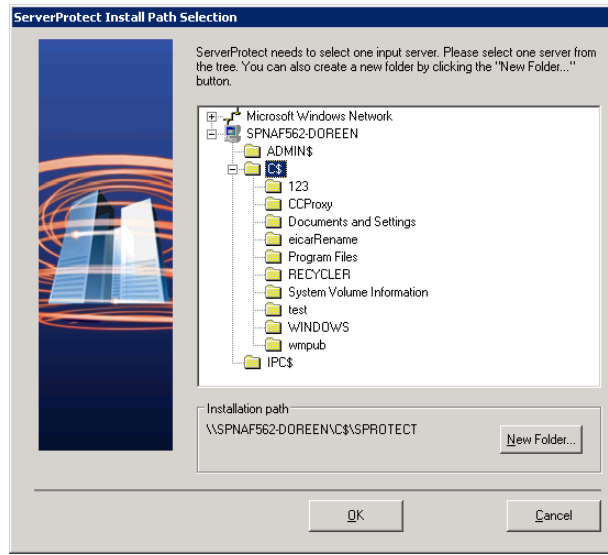 ServerProtect Install Path Selection
ServerProtect needs to select one input server. Please select one server from
the tree. You can also create a new folder by clicking the "New Folder..."
button.
Microsoft Windows Network
SPNAF562-DOREEN
ADMIN$
C$
123
CCProxy
Documents and Settings
eicarRename
Program Files
RECYCLER
System Volume Information
test
WINDOWS
wmpub
IPC$
Installation path
\\SPNAF562-DOREEN\C$\SPROTECT
New Folder...
OK
Cancel